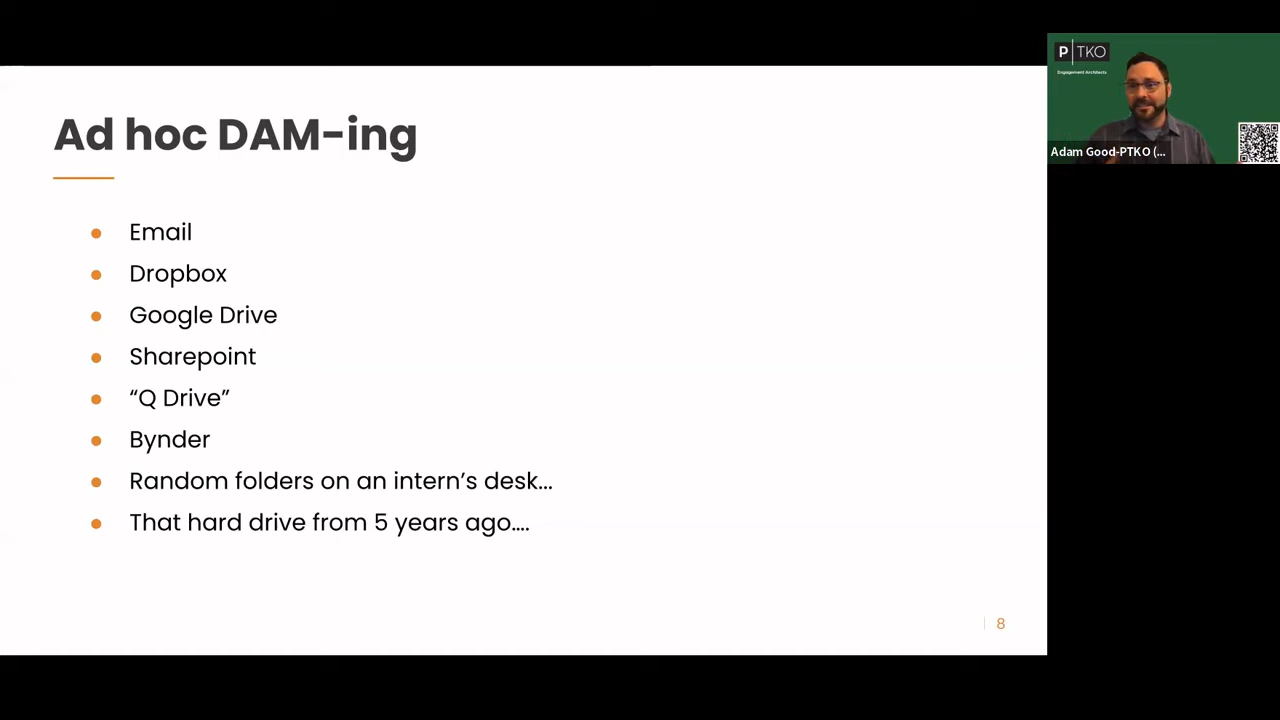 Ad hoc DAM-ing
Email
Dropbox
Google Drive
Sharepoint
“Q Drive”
Bynder
Random folders on an intern’s desk...
That hard drive from 5 years ago....
8
P TKO
Engagement Architects
Adam Good-PTKO (...